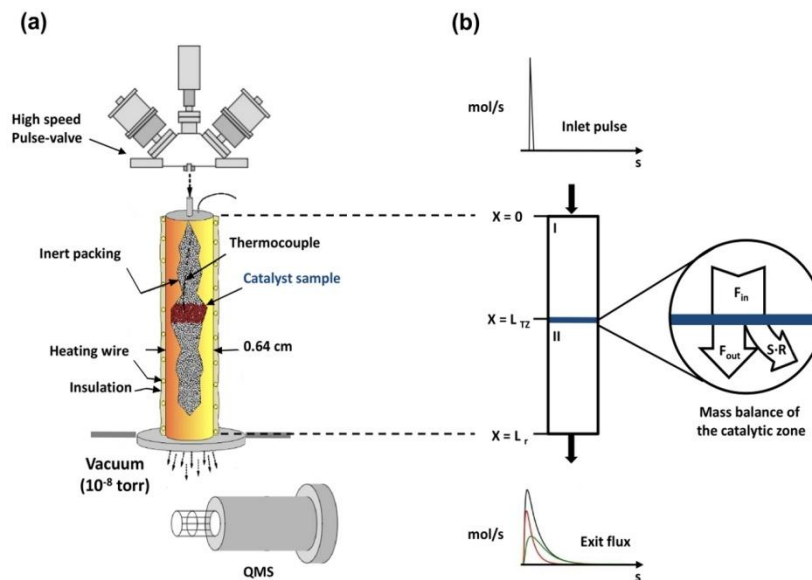 (a)
High speed
Pulse-valve
Inert packing
Thermocouple
Catalyst sample
Heating wire
0.64 cm
Insulation
Vacuum
(10⁻⁸ torr)
QMS
(b)
mol/s
Inlet pulse
s
X = 0
I
X = L TZ
II
F in
F out
S·R
Mass balance of
the catalytic zone
X = L r
mol/s
Exit flux
s